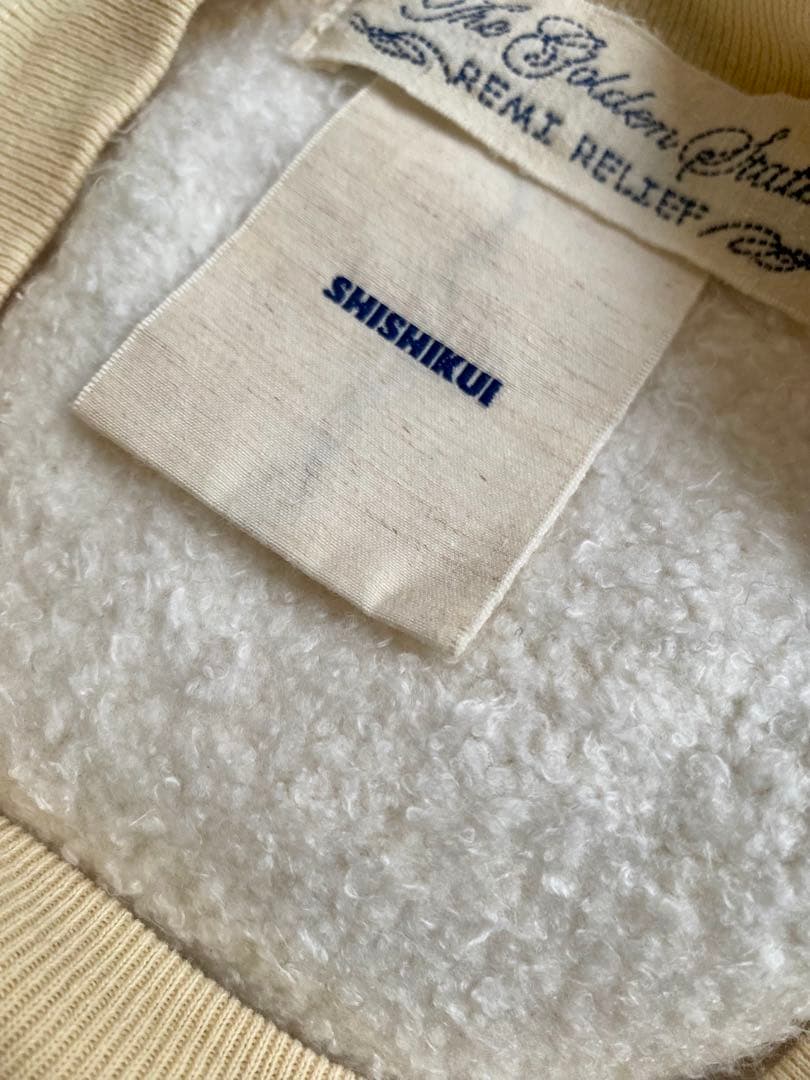 The Golden State
REMI RELIEF
SHISHIKUI